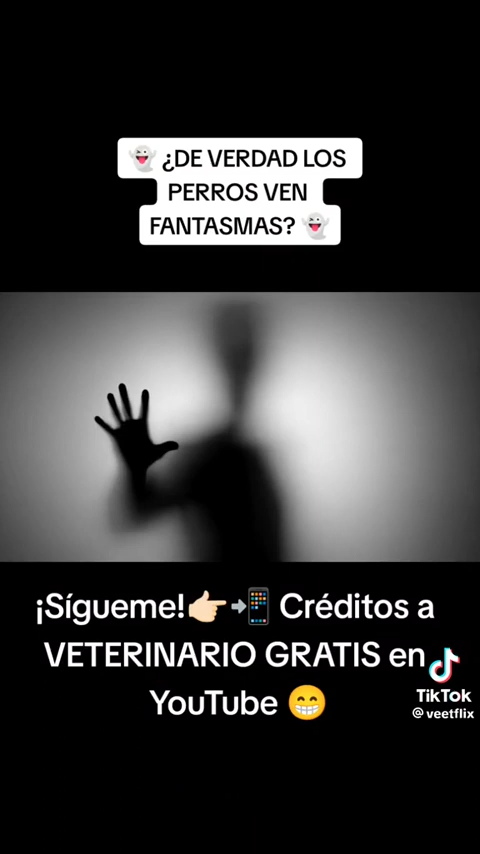 👻 ¿DE VERDAD LOS
PERROS VEN
FANTASMAS? 👻
¡Sígueme!👉🏻📲 Créditos a
VETERINARIO GRATIS en
YouTube 😁
TikTok
@veetflix